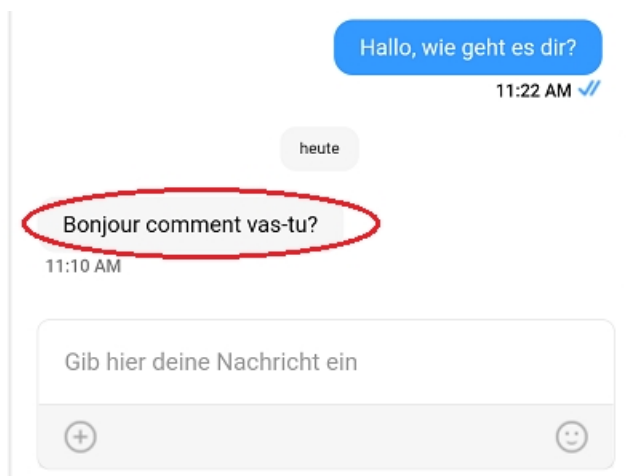 Hallo, wie geht es dir?
11:22 AM
heute
Bonjour comment vas-tu?
11:10 AM
Gib hier deine Nachricht ein